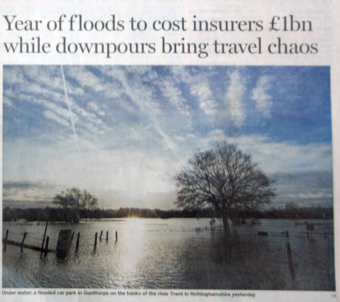 Year of floods to cost insurers £1bn
while downpours bring travel chaos
Under water: a flooded car park in Gunthorpe on the banks of the river Trent in Nottinghamshire yesterday